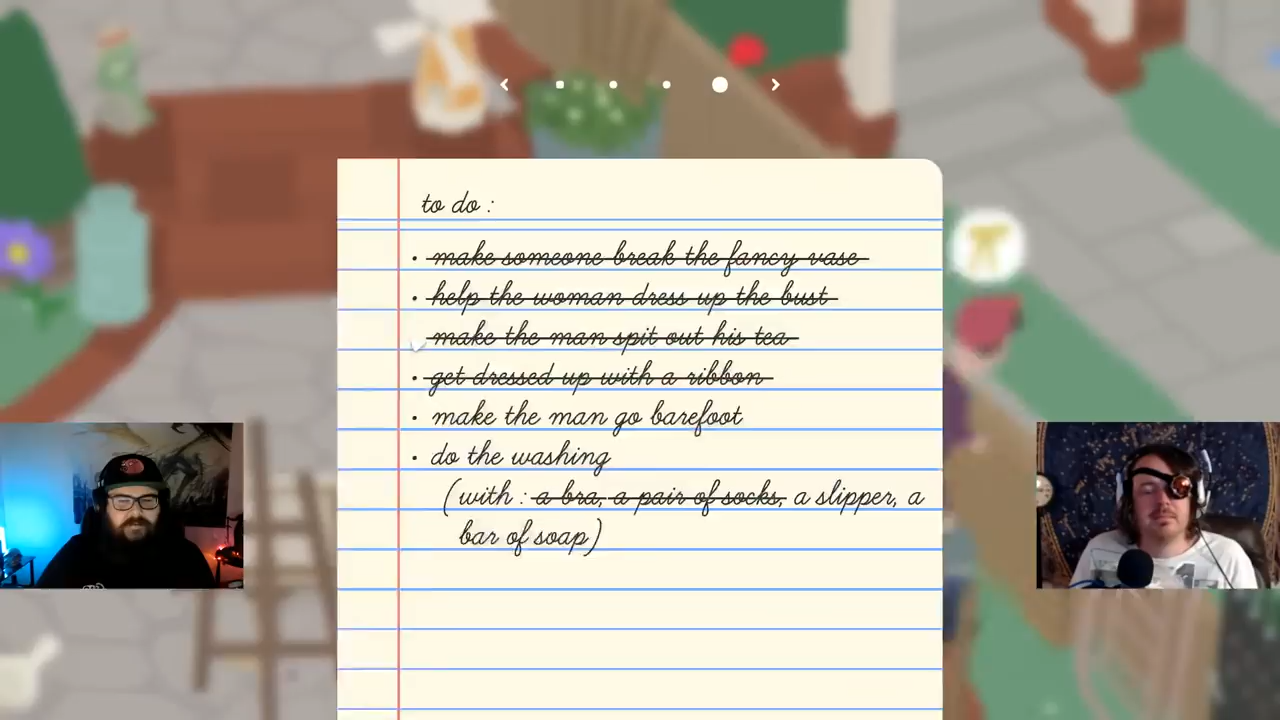 to do :
• make someone break the fancy vase
• help the woman dress up the bust
make the man spit out his tea
• get dressed up with a ribbon
• make the man go barefoot
• do the washing
(with : a bra, a pair of socks, a slipper, a
bar of soap)